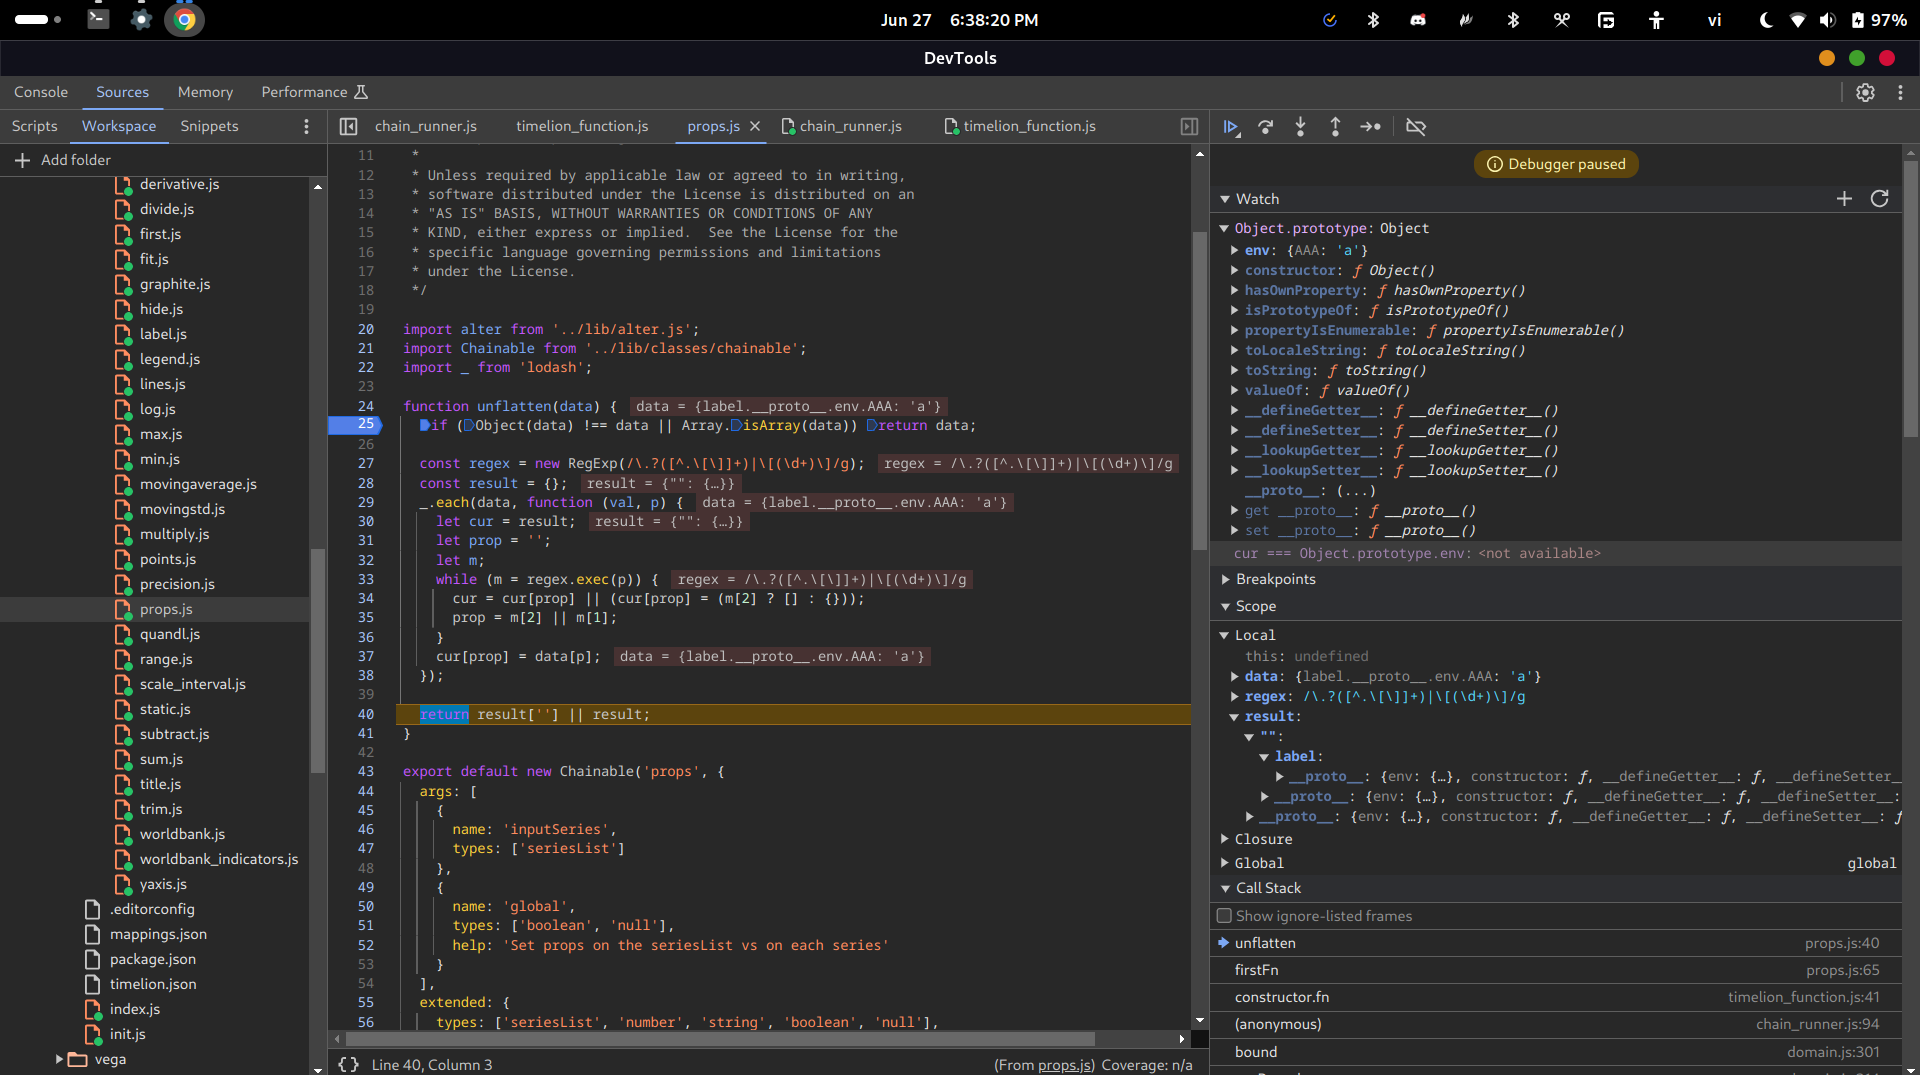 Jun 27 6:38:20 PM
vi
97%
DevTools
Console Sources Memory Performance
Scripts Workspace Snippets
chain_runner.js timelion_function.js props.js chain_runner.js timelion_function.js
Add folder
derivative.js
divide.js
first.js
fit.js
graphite.js
hide.js
label.js
legend.js
lines.js
log.js
max.js
min.js
movingaverage.js
movingstd.js
multiply.js
points.js
precision.js
props.js
quandl.js
range.js
scale_interval.js
static.js
subtract.js
sum.js
title.js
trim.js
worldbank.js
worldbank_indicators.js
yaxis.js
.editorconfig
mappings.json
package.json
timelion.json
index.js
init.js
vega
11 *
12 * Unless required by applicable law or agreed to in writing,
13 * software distributed under the License is distributed on an
14 * "AS IS" BASIS, WITHOUT WARRANTIES OR CONDITIONS OF ANY
15 * KIND, either express or implied.  See the License for the
16 * specific language governing permissions and limitations
17 * under the License.
18 */
19
20 import alter from '../lib/alter.js';
21 import Chainable from '../lib/classes/chainable';
22 import _ from 'lodash';
23
24 function unflatten(data) { data = {label.__proto__.env.AAA: 'a'}
25 if (Object(data) !== data || Array.isArray(data)) return data;
26
27 const regex = new RegExp(/\.?([^.\[\]]+)|\[(\d+)\]/g); regex = /\.?([^.\[\]]+)|\[(\d+)\]/g
28 const result = {}; result = {"": {…}}
29 _.each(data, function (val, p) { data = {label.__proto__.env.AAA: 'a'}
30 let cur = result; result = {"": {…}}
31 let prop = '';
32 let m;
33 while (m = regex.exec(p)) { regex = /\.?([^.\[\]]+)|\[(\d+)\]/g
34 cur = cur[prop] || (cur[prop] = (m[2] ? [] : {}));
35 prop = m[2] || m[1];
36 }
37 cur[prop] = data[p]; data = {label.__proto__.env.AAA: 'a'}
38 });
39
40 return result[''] || result;
41 }
42
43 export default new Chainable('props', {
44 args: [
45 {
46 name: 'inputSeries',
47 types: ['seriesList']
48 },
49 {
50 name: 'global',
51 types: ['boolean', 'null'],
52 help: 'Set props on the seriesList vs on each series'
53 }
54 ],
55 extended: {
56 types: ['seriesList', 'number', 'string', 'boolean', 'null'],
{ } Line 40, Column 3 (From props.js) Coverage: n/a
Debugger paused
Watch
Object.prototype: Object
env: {AAA: 'a'}
constructor: ƒ Object()
hasOwnProperty: ƒ hasOwnProperty()
isPrototypeOf: ƒ isPrototypeOf()
propertyIsEnumerable: ƒ propertyIsEnumerable()
toLocaleString: ƒ toLocaleString()
toString: ƒ toString()
valueOf: ƒ valueOf()
__defineGetter__: ƒ __defineGetter__()
__defineSetter__: ƒ __defineSetter__()
__lookupGetter__: ƒ __lookupGetter__()
__lookupSetter__: ƒ __lookupSetter__()
__proto__: (...)
get __proto__: ƒ __proto__()
set __proto__: ƒ __proto__()
cur === Object.prototype.env: <not available>
Breakpoints
Scope
Local
this: undefined
data: {label.__proto__.env.AAA: 'a'}
regex: /\.?([^.\[\]]+)|\[(\d+)\]/g
result:
"":
label:
__proto__: {env: {…}, constructor: ƒ, __defineGetter__: ƒ, __defineSetter__
__proto__: {env: {…}, constructor: ƒ, __defineGetter__: ƒ, __defineSetter__:
__proto__: {env: {…}, constructor: ƒ, __defineGetter__: ƒ, __defineSetter__: ƒ
Closure
Global global
Call Stack
Show ignore-listed frames
unflatten props.js:40
firstFn props.js:65
constructor.fn timelion_function.js:41
(anonymous) chain_runner.js:94
bound domain.js:301